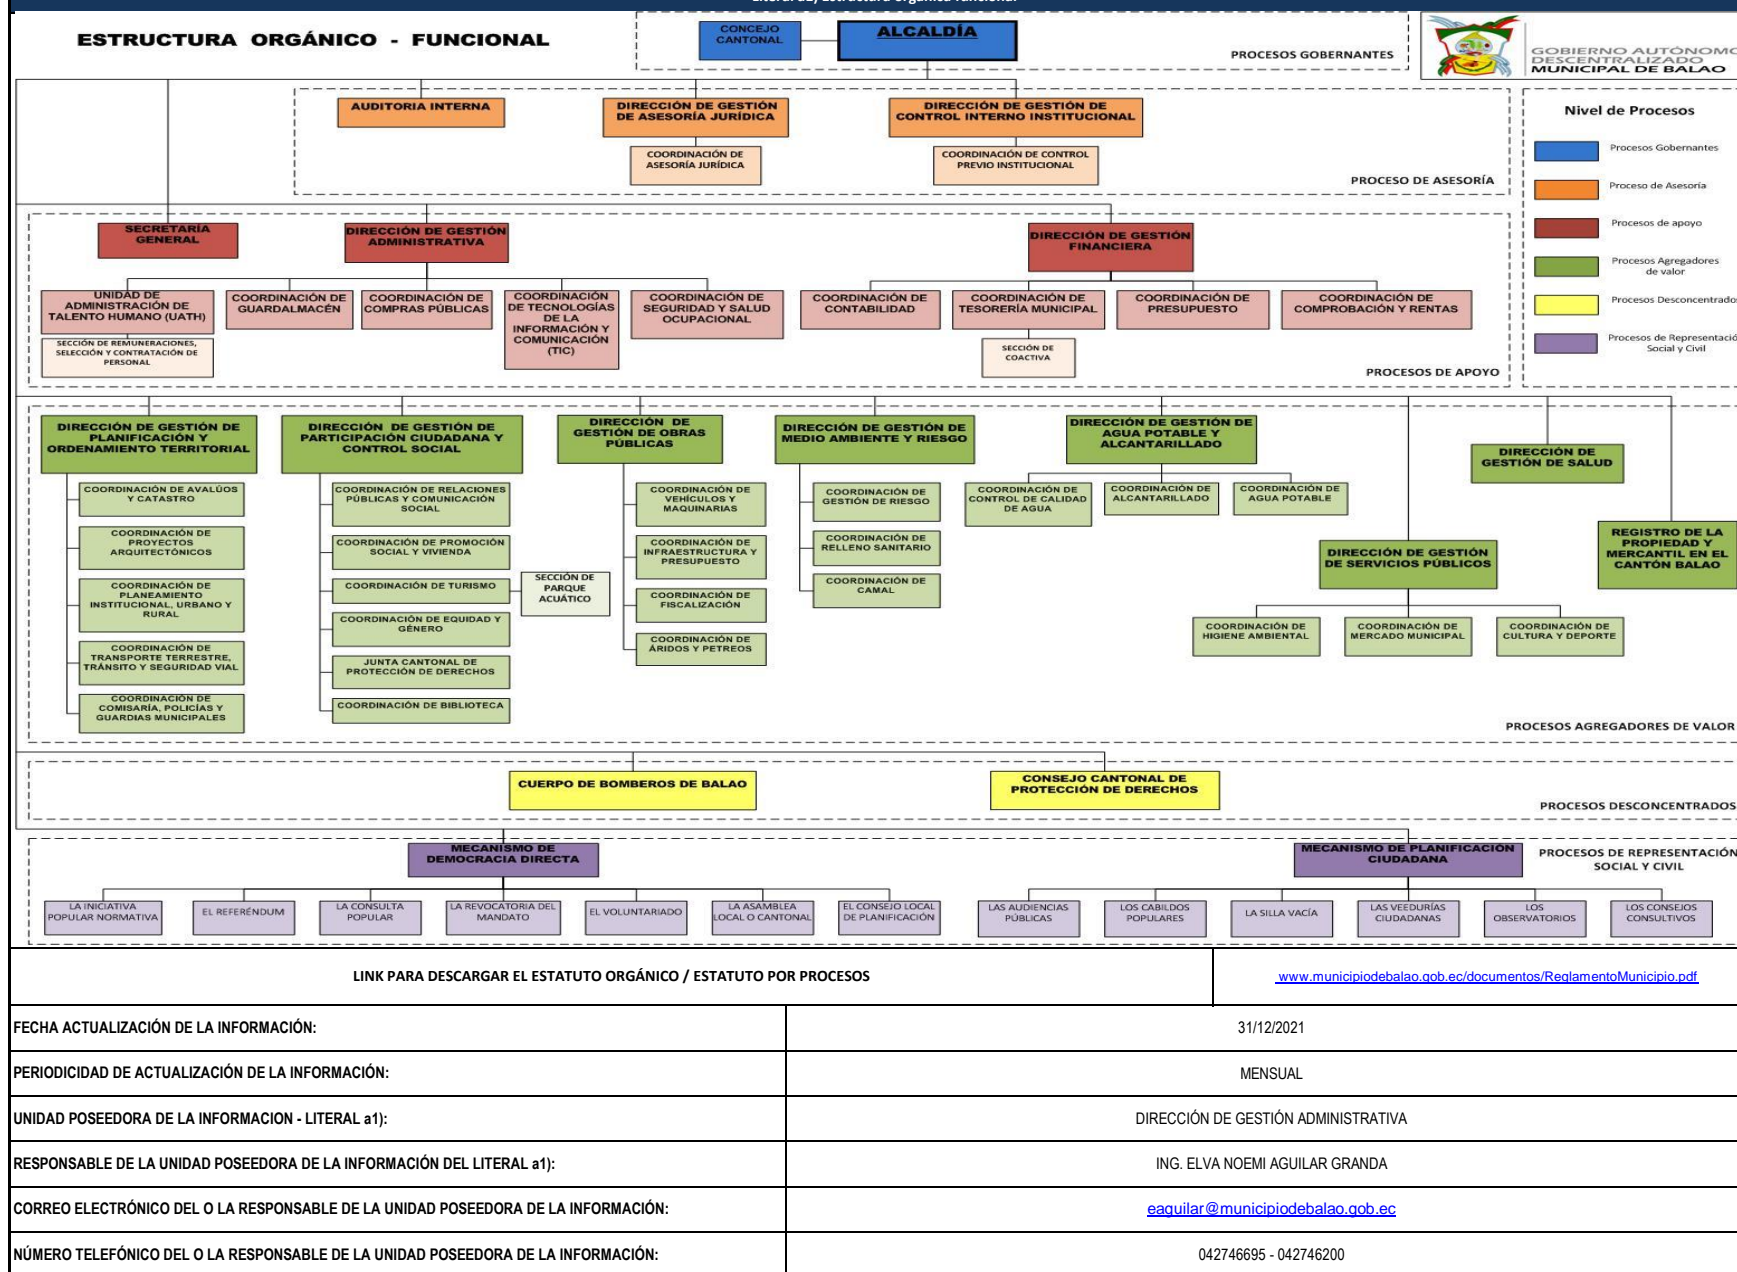 Literal a1) Estructura orgánica funcional
ESTRUCTURA ORGÁNICO - FUNCIONAL
CONCEJO
CANTONAL
ALCALDÍA
PROCESOS GOBERNANTES
GOBIERNO AUTÓNOMO
DESCENTRALIZADO
MUNICIPAL DE BALAO
AUDITORIA INTERNA
DIRECCIÓN DE GESTIÓN
DE ASESORÍA JURÍDICA
DIRECCIÓN DE GESTIÓN DE
CONTROL INTERNO INSTITUCIONAL
COORDINACIÓN DE
ASESORÍA JURÍDICA
COORDINACIÓN DE CONTROL
PREVIO INSTITUCIONAL
PROCESO DE ASESORÍA
Nivel de Procesos
Procesos Gobernantes
Proceso de Asesoría
Procesos de apoyo
Procesos Agregadores
de valor
Procesos Desconcentrados
Procesos de Representació
Social y Civil
SECRETARÍA
GENERAL
DIRECCIÓN DE GESTIÓN
ADMINISTRATIVA
DIRECCIÓN DE GESTIÓN
FINANCIERA
UNIDAD DE
ADMINISTRACIÓN DE
TALENTO HUMANO (UATH)
SECCIÓN DE REMUNERACIONES,
SELECCIÓN Y CONTRATACIÓN DE
PERSONAL
COORDINACIÓN DE
GUARDALMACÉN
COORDINACIÓN DE
COMPRAS PÚBLICAS
COORDINACIÓN
DE TECNOLOGÍAS
DE LA
INFORMACIÓN Y
COMUNICACIÓN
(TIC)
COORDINACIÓN DE
SEGURIDAD Y SALUD
OCUPACIONAL
COORDINACIÓN DE
CONTABILIDAD
COORDINACIÓN DE
TESORERÍA MUNICIPAL
SECCIÓN DE
COACTIVA
COORDINACIÓN DE
PRESUPUESTO
COORDINACIÓN DE
COMPROBACIÓN Y RENTAS
PROCESOS DE APOYO
DIRECCIÓN DE GESTIÓN DE
PLANIFICACIÓN Y
ORDENAMIENTO TERRITORIAL
COORDINACIÓN DE AVALÚOS
Y CATASTRO
COORDINACIÓN DE
PROYECTOS
ARQUITECTÓNICOS
COORDINACIÓN DE
PLANEAMIENTO
INSTITUCIONAL, URBANO Y
RURAL
COORDINACIÓN DE
TRANSPORTE TERRESTRE,
TRÁNSITO Y SEGURIDAD VIAL
COORDINACIÓN DE
COMISARÍA, POLICÍAS Y
GUARDIAS MUNICIPALES
DIRECCIÓN DE GESTIÓN DE
PARTICIPACIÓN CIUDADANA Y
CONTROL SOCIAL
COORDINACIÓN DE RELACIONES
PÚBLICAS Y COMUNICACIÓN
SOCIAL
COORDINACIÓN DE PROMOCIÓN
SOCIAL Y VIVIENDA
COORDINACIÓN DE TURISMO
SECCIÓN DE
PARQUE
ACUÁTICO
COORDINACIÓN DE EQUIDAD Y
GÉNERO
JUNTA CANTONAL DE
PROTECCIÓN DE DERECHOS
COORDINACIÓN DE BIBLIOTECA
DIRECCIÓN DE
GESTIÓN DE OBRAS
PÚBLICAS
COORDINACIÓN DE
VEHÍCULOS Y
MAQUINARIAS
COORDINACIÓN DE
INFRAESTRUCTURA Y
PRESUPUESTO
COORDINACIÓN DE
FISCALIZACIÓN
COORDINACIÓN DE
ÁRIDOS Y PETREOS
DIRECCIÓN DE GESTIÓN DE
MEDIO AMBIENTE Y RIESGO
COORDINACIÓN DE
GESTIÓN DE RIESGO
COORDINACIÓN DE
RELLENO SANITARIO
COORDINACIÓN DE
CAMAL
DIRECCIÓN DE GESTIÓN DE
AGUA POTABLE Y
ALCANTARILLADO
COORDINACIÓN DE
CONTROL DE CALIDAD
DE AGUA
COORDINACIÓN DE
ALCANTARILLADO
COORDINACIÓN DE
AGUA POTABLE
DIRECCIÓN DE GESTIÓN
DE SERVICIOS PÚBLICOS
COORDINACIÓN DE
HIGIENE AMBIENTAL
COORDINACIÓN DE
MERCADO MUNICIPAL
COORDINACIÓN DE
CULTURA Y DEPORTE
DIRECCIÓN DE
GESTIÓN DE SALUD
REGISTRO DE LA
PROPIEDAD Y
MERCANTIL EN EL
CANTÓN BALAO
PROCESOS AGREGADORES DE VALOR
CUERPO DE BOMBEROS DE BALAO
CONSEJO CANTONAL DE
PROTECCIÓN DE DERECHOS
PROCESOS DESCONCENTRADOS
MECANISMO DE
DEMOCRACIA DIRECTA
MECANISMO DE PLANIFICACIÓN
CIUDADANA
PROCESOS DE REPRESENTACIÓN
SOCIAL Y CIVIL
LA INICIATIVA
POPULAR NORMATIVA
EL REFERÉNDUM
LA CONSULTA
POPULAR
LA REVOCATORIA DEL
MANDATO
EL VOLUNTARIADO
LA ASAMBLEA
LOCAL O CANTONAL
EL CONSEJO LOCAL
DE PLANIFICACIÓN
LAS AUDIENCIAS
PÚBLICAS
LOS CABILDOS
POPULARES
LA SILLA VACÍA
LAS VEEDURÍAS
CIUDADANAS
LOS
OBSERVATORIOS
LOS CONSEJOS
CONSULTIVOS
LINK PARA DESCARGAR EL ESTATUTO ORGÁNICO / ESTATUTO POR PROCESOS
www.municipiodebalao.gob.ec/documentos/ReglamentoMunicipio.pdf
FECHA ACTUALIZACIÓN DE LA INFORMACIÓN:
31/12/2021
PERIODICIDAD DE ACTUALIZACIÓN DE LA INFORMACIÓN:
MENSUAL
UNIDAD POSEEDORA DE LA INFORMACION - LITERAL a1):
DIRECCIÓN DE GESTIÓN ADMINISTRATIVA
RESPONSABLE DE LA UNIDAD POSEEDORA DE LA INFORMACIÓN DEL LITERAL a1):
ING. ELVA NOEMI AGUILAR GRANDA
CORREO ELECTRÓNICO DEL O LA RESPONSABLE DE LA UNIDAD POSEEDORA DE LA INFORMACIÓN:
eaguilar@municipiodebalao.gob.ec
NÚMERO TELEFÓNICO DEL O LA RESPONSABLE DE LA UNIDAD POSEEDORA DE LA INFORMACIÓN:
042746695 - 042746200